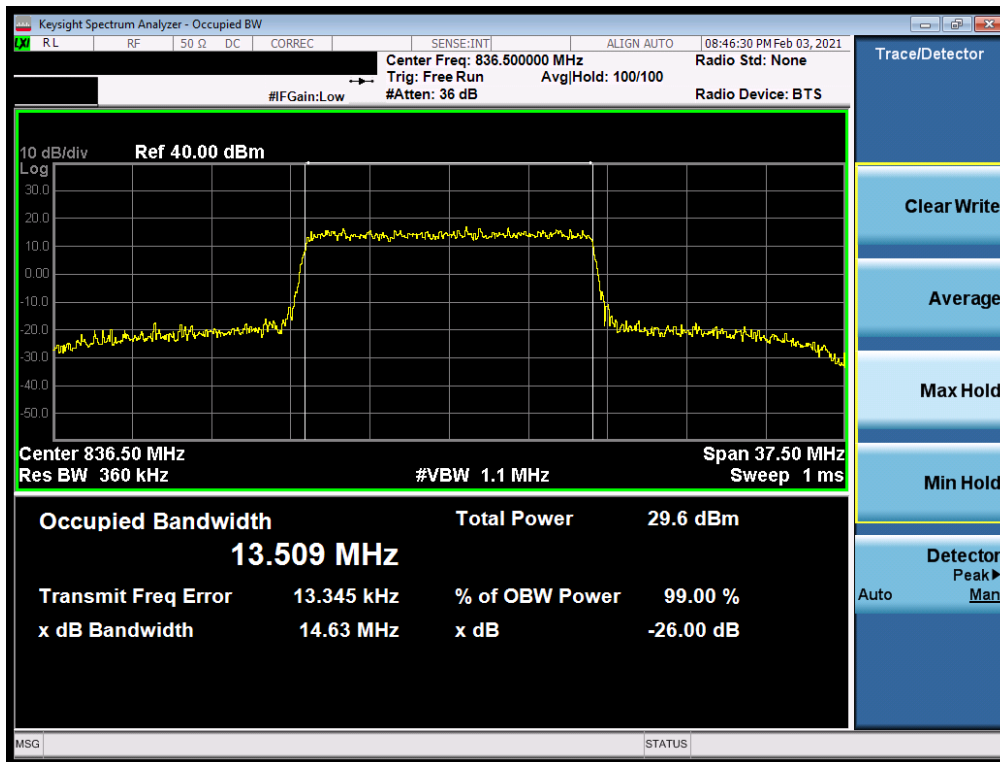 Keysight Spectrum Analyzer - Occupied BW
LXI RL RF 50 Ω DC CORREC SENSE:INT ALIGN AUTO 08:46:30 PM Feb 03, 2021
Center Freq: 836.500000 MHz Radio Std: None
Trig: Free Run Avg|Hold: 100/100
#IFGain:Low #Atten: 36 dB Radio Device: BTS
10 dB/div Ref 40.00 dBm
Log
30.0
20.0
10.0
0.00
-10.0
-20.0
-30.0
-40.0
-50.0
Center 836.50 MHz Span 37.50 MHz
Res BW 360 kHz #VBW 1.1 MHz Sweep 1 ms
Occupied Bandwidth Total Power 29.6 dBm
13.509 MHz
Transmit Freq Error 13.345 kHz % of OBW Power 99.00 %
x dB Bandwidth 14.63 MHz x dB -26.00 dB
MSG STATUS
Trace/Detector
Clear Write
Average
Max Hold
Min Hold
Detector
Peak▶
Auto Man